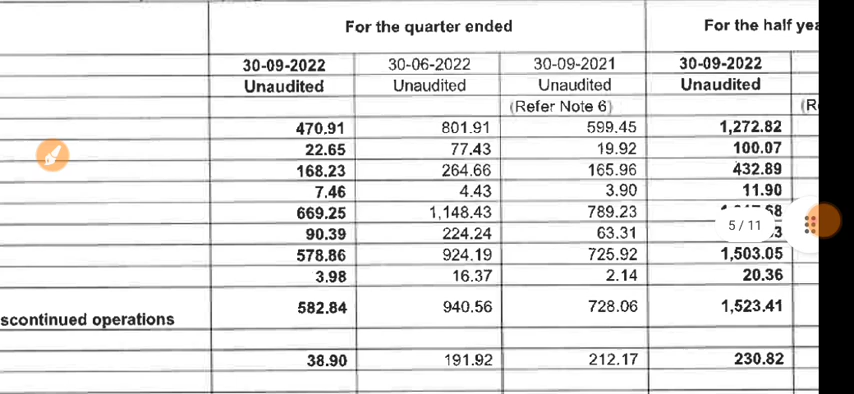 For the quarter ended For the half yea
30-09-2022 30-06-2022 30-09-2021 30-09-2022
Unaudited Unaudited Unaudited Unaudited
(Refer Note 6) (R
470.91 801.91 599.45 1,272.82
22.65 77.43 19.92 100.07
168.23 264.66 165.96 432.89
7.46 4.43 3.90 11.90
669.25 1,148.43 789.23 68
5 / 11
90.39 224.24 63.31 3
578.86 924.19 725.92 1,503.05
3.98 16.37 2.14 20.36
582.84 940.56 728.06 1,523.41
scontinued operations
38.90 191.92 212.17 230.82